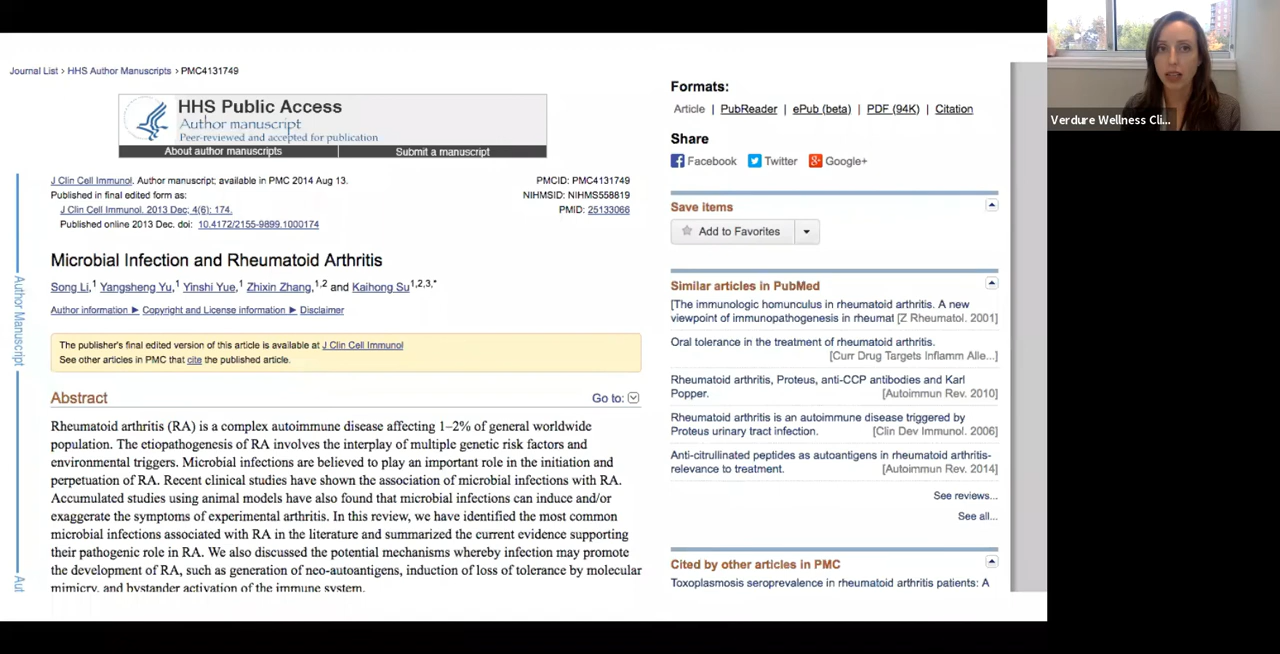 Journal List > HHS Author Manuscripts > PMC4131749
HHS Public Access
Author manuscript
Peer-reviewed and accepted for publication
About author manuscripts
Submit a manuscript
J Clin Cell Immunol. Author manuscript; available in PMC 2014 Aug 13.
Published in final edited form as:
J Clin Cell Immunol. 2013 Dec; 4(6): 174.
Published online 2013 Dec. doi: 10.4172/2155-9899.1000174
PMCID: PMC4131749
NIHMSID: NIHMS558619
PMID: 25133066
Microbial Infection and Rheumatoid Arthritis
Song Li,1 Yangsheng Yu,1 Yinshi Yue,1 Zhixin Zhang,1,2 and Kaihong Su1,2,3,*
Author information ▶ Copyright and License information ▶ Disclaimer
The publisher's final edited version of this article is available at J Clin Cell Immunol
See other articles in PMC that cite the published article.
Abstract
Go to:
Rheumatoid arthritis (RA) is a complex autoimmune disease affecting 1–2% of general worldwide
population. The etiopathogenesis of RA involves the interplay of multiple genetic risk factors and
environmental triggers. Microbial infections are believed to play an important role in the initiation and
perpetuation of RA. Recent clinical studies have shown the association of microbial infections with RA.
Accumulated studies using animal models have also found that microbial infections can induce and/or
exaggerate the symptoms of experimental arthritis. In this review, we have identified the most common
microbial infections associated with RA in the literature and summarized the current evidence supporting
their pathogenic role in RA. We also discussed the potential mechanisms whereby infection may promote
the development of RA, such as generation of neo-autoantigens, induction of loss of tolerance by molecular
mimicry, and bystander activation of the immune system.
Author Manuscript
Aut
Formats:
Article | PubReader | ePub (beta) | PDF (94K) | Citation
Share
Facebook Twitter Google+
Save items
Add to Favorites
Similar articles in PubMed
[The immunologic homunculus in rheumatoid arthritis. A new
viewpoint of immunopathogenesis in rheumat [Z Rheumatol. 2001]
Oral tolerance in the treatment of rheumatoid arthritis.
[Curr Drug Targets Inflamm Alle...]
Rheumatoid arthritis, Proteus, anti-CCP antibodies and Karl
Popper. [Autoimmun Rev. 2010]
Rheumatoid arthritis is an autoimmune disease triggered by
Proteus urinary tract infection. [Clin Dev Immunol. 2006]
Anti-citrullinated peptides as autoantigens in rheumatoid arthritis-
relevance to treatment. [Autoimmun Rev. 2014]
See reviews...
See all...
Cited by other articles in PMC
Toxoplasmosis seroprevalence in rheumatoid arthritis patients: A
Verdure Wellness Cli...